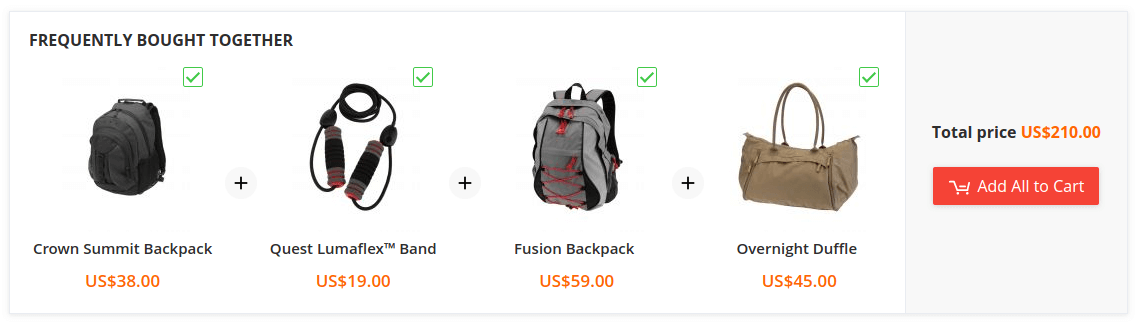 FREQUENTLY BOUGHT TOGETHER
Crown Summit Backpack
US$38.00
+
Quest Lumaflex™ Band
US$19.00
+
Fusion Backpack
US$59.00
+
Overnight Duffle
US$45.00
Total price US$210.00
Add All to Cart